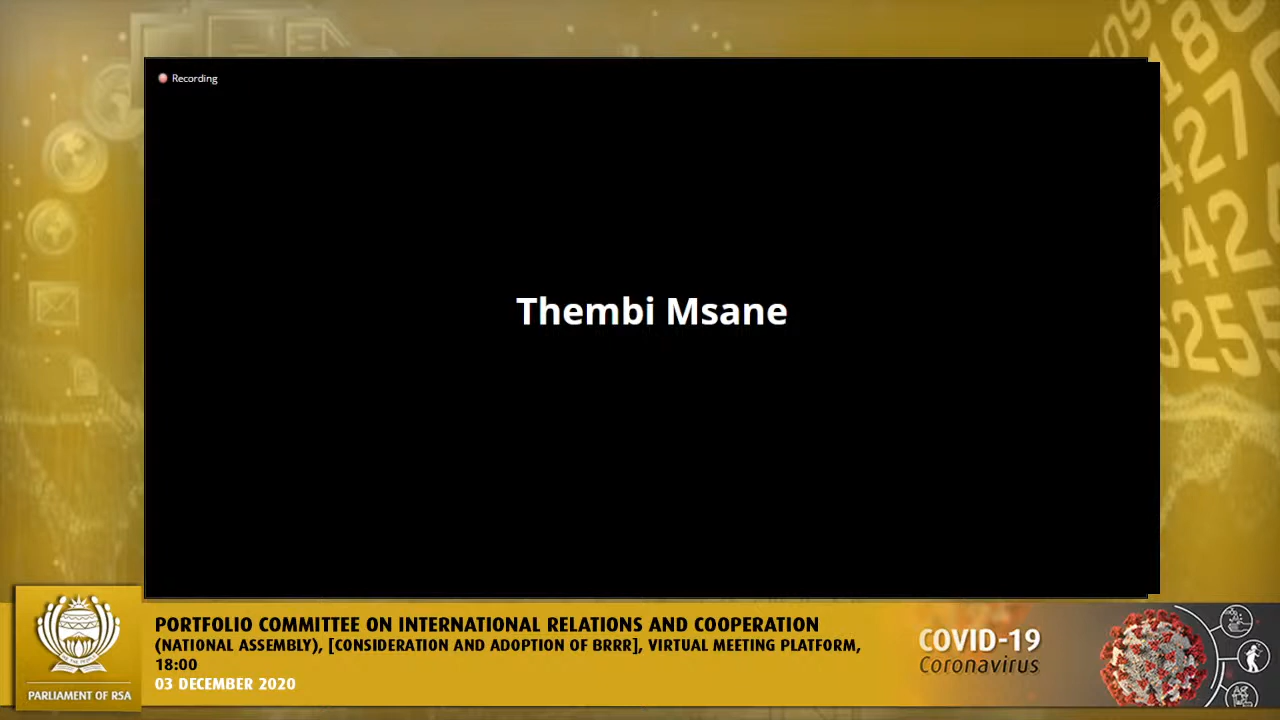 Recording
Thembi Msane
PORTFOLIO COMMITTEE ON INTERNATIONAL RELATIONS AND COOPERATION
(NATIONAL ASSEMBLY), [CONSIDERATION AND ADOPTION OF BRRR], VIRTUAL MEETING PLATFORM,
18:00
03 DECEMBER 2020
PARLIAMENT OF RSA
COVID-19
Coronavirus